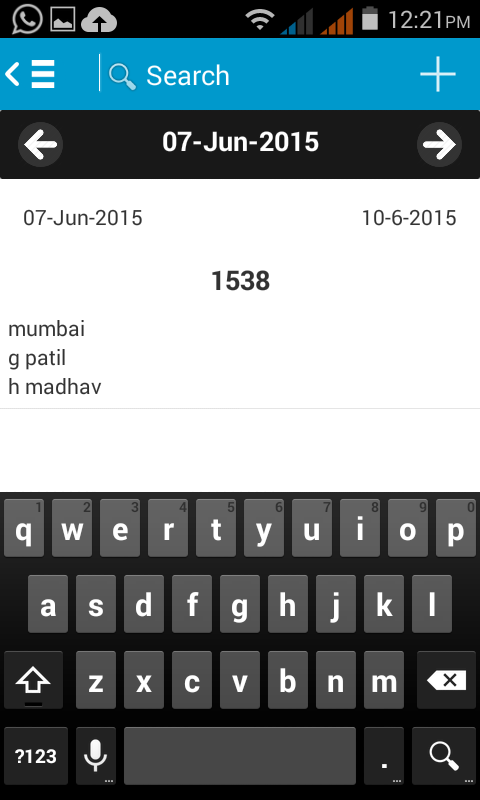 12:21PM
Search
07-Jun-2015
07-Jun-2015 10-6-2015
1538
mumbai
g patil
h madhav
1 2 3 4 5 6 7 8 9 0
q w e r t y u i o p
a s d f g h j k l
z x c v b n m
?123 ... . ... ...